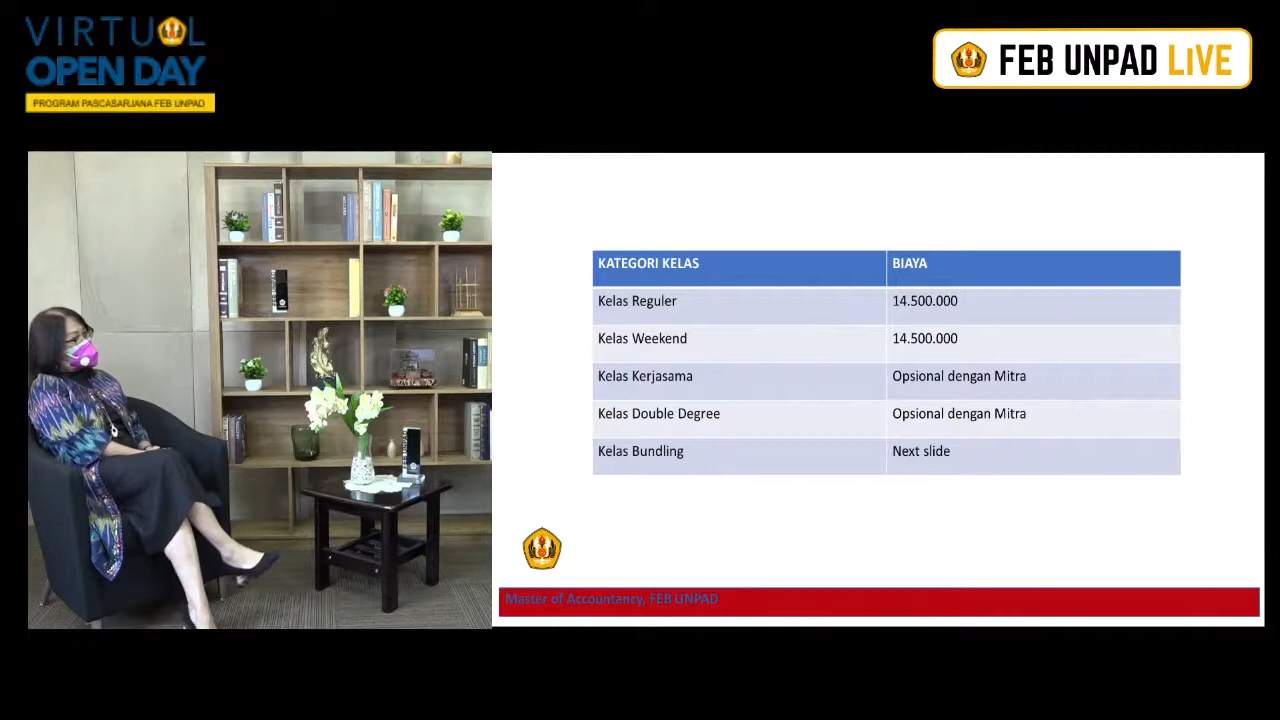 VIRTUAL
OPEN DAY
PROGRAM PASCASARJANA FEB UNPAD
FEB UNPAD LIVE
KATEGORI KELAS BIAYA
Kelas Reguler 14.500.000
Kelas Weekend 14.500.000
Kelas Kerjasama Opsional dengan Mitra
Kelas Double Degree Opsional dengan Mitra
Kelas Bundling Next slide
Master of Accountancy, FEB UNPAD